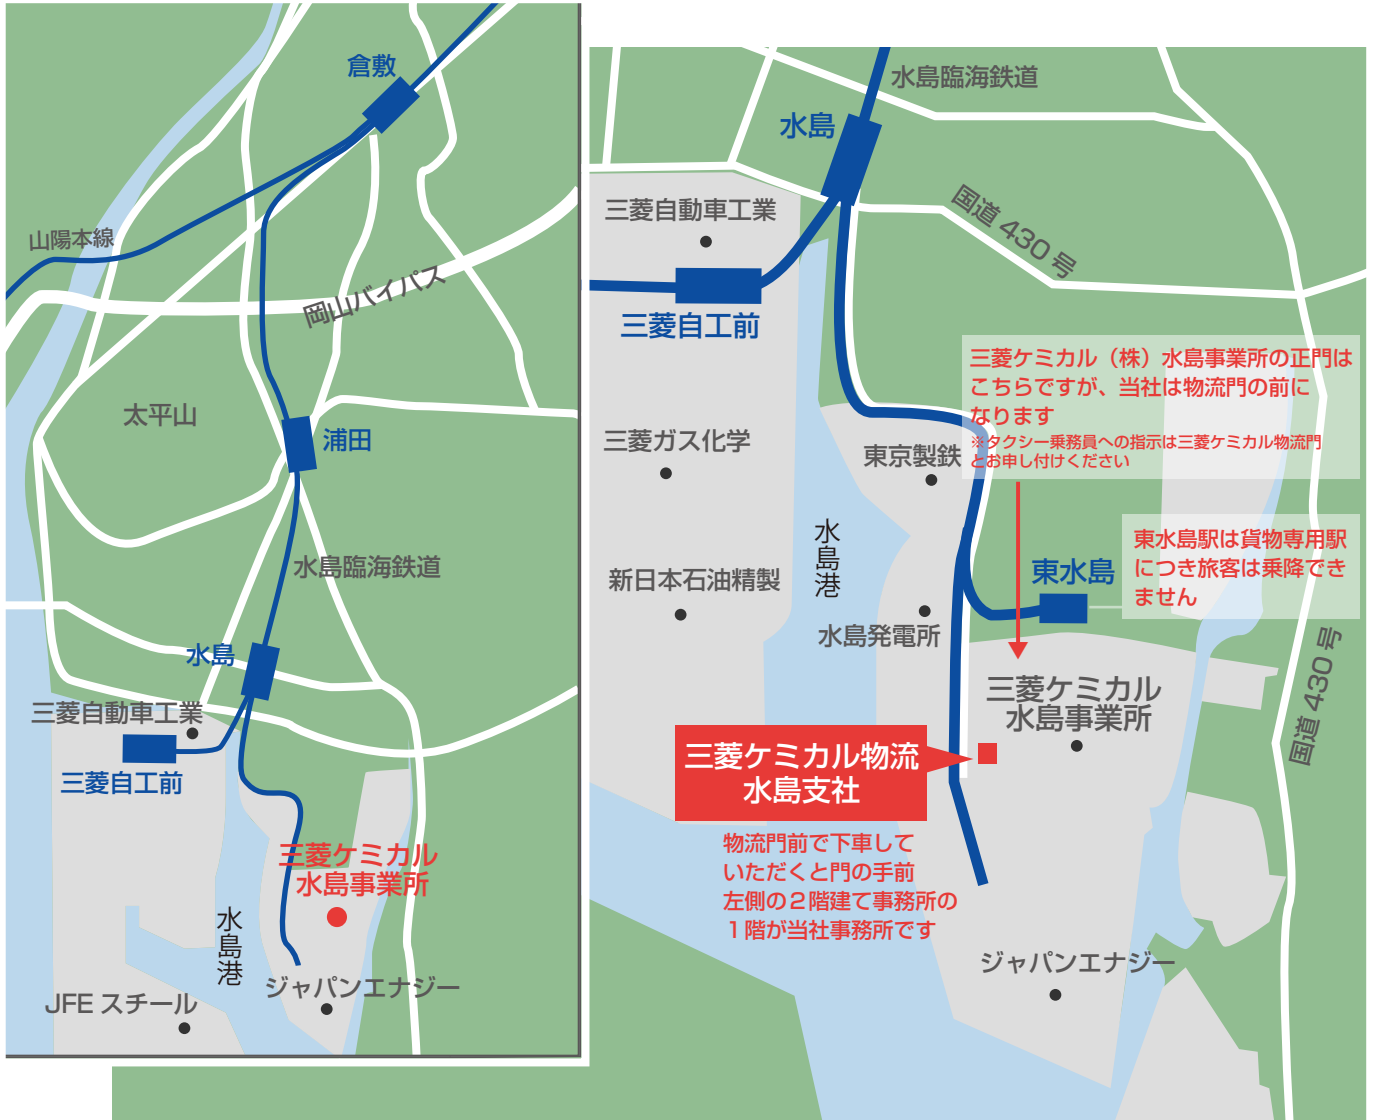 倉敷
山陽本線
岡山バイパス
太平山
浦田
水島臨海鉄道
水島
三菱自動車工業
三菱自工前
三菱ケミカル
水島事業所
水島港
ジャパンエナジー
JFE スチール
水島臨海鉄道
水島
三菱自動車工業
国道 430 号
三菱自工前
三菱ケミカル（株）水島事業所の正門は
こちらですが、当社は物流門の前に
なります
※タクシー乗務員への指示は三菱ケミカル物流門
とお申し付けください
三菱ガス化学
東京製鉄
水島港
東水島駅は貨物専用駅
につき旅客は乗降でき
ません
新日本石油精製
東水島
水島発電所
国道 430 号
三菱ケミカル
水島事業所
三菱ケミカル物流
水島支社
物流門前で下車して
いただくと門の手前
左側の２階建て事務所の
１階が当社事務所です
ジャパンエナジー